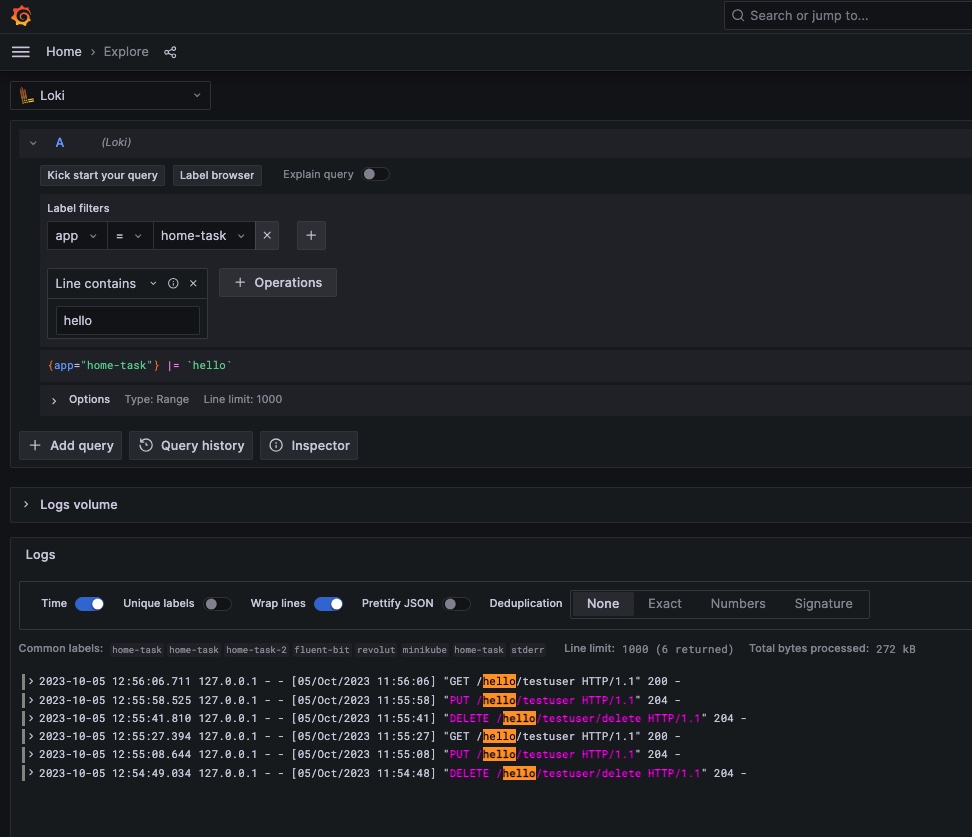 Search or jump to...
Home › Explore
Loki
A (Loki)
Kick start your query Label browser Explain query
Label filters
app = home-task × +
Line contains × + Operations
hello
{app="home-task"} |= `hello`
› Options Type: Range Line limit: 1000
+ Add query Query history Inspector
› Logs volume
Logs
Time Unique labels Wrap lines Prettify JSON Deduplication None Exact Numbers Signature
Common labels: home-task home-task home-task-2 fluent-bit revolut minikube home-task stderr Line limit: 1000 (6 returned) Total bytes processed: 272 kB
› 2023-10-05 12:56:06.711 127.0.0.1 - - [05/Oct/2023 11:56:06] "GET /hello/testuser HTTP/1.1" 200 -
› 2023-10-05 12:55:58.525 127.0.0.1 - - [05/Oct/2023 11:55:58] "PUT /hello/testuser HTTP/1.1" 204 -
› 2023-10-05 12:55:41.810 127.0.0.1 - - [05/Oct/2023 11:55:41] "DELETE /hello/testuser/delete HTTP/1.1" 204 -
› 2023-10-05 12:55:27.394 127.0.0.1 - - [05/Oct/2023 11:55:27] "GET /hello/testuser HTTP/1.1" 200 -
› 2023-10-05 12:55:08.644 127.0.0.1 - - [05/Oct/2023 11:55:08] "PUT /hello/testuser HTTP/1.1" 204 -
› 2023-10-05 12:54:49.034 127.0.0.1 - - [05/Oct/2023 11:54:48] "DELETE /hello/testuser/delete HTTP/1.1" 204 -